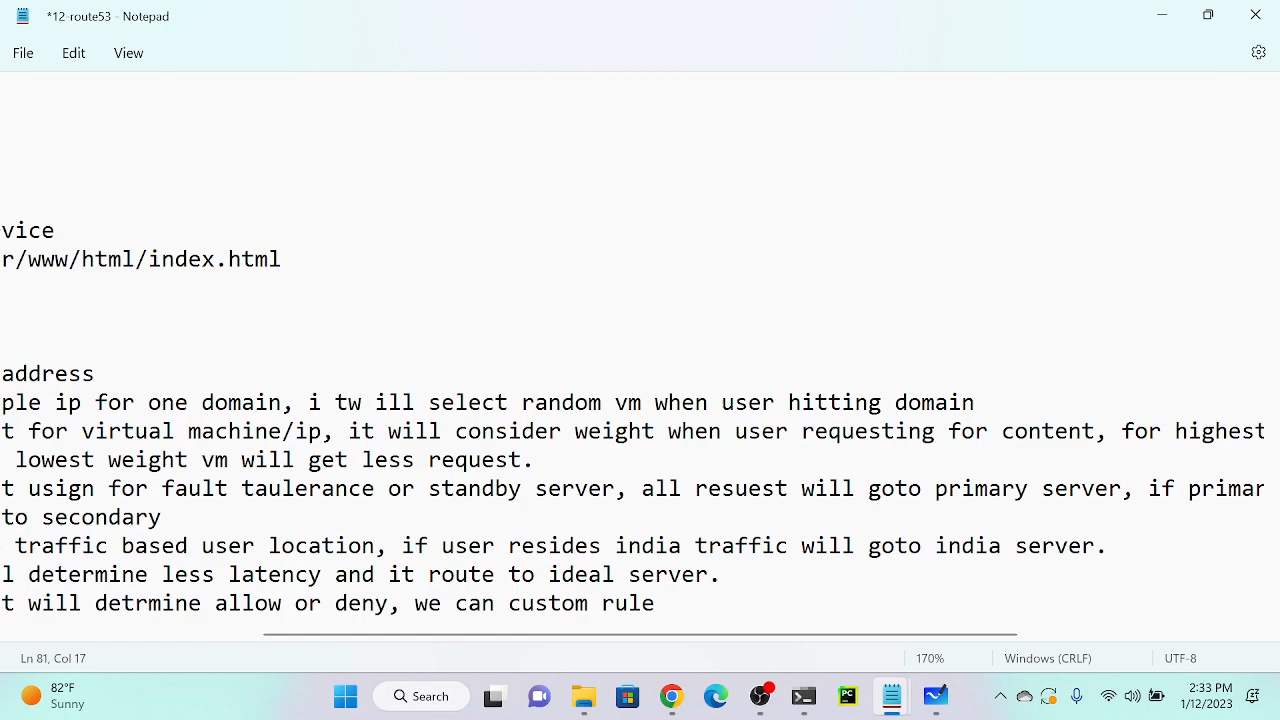 *12-route53 - Notepad
File Edit View
vice
r/www/html/index.html
address
ple ip for one domain, i tw ill select random vm when user hitting domain
t for virtual machine/ip, it will consider weight when user requesting for content, for highest
lowest weight vm will get less request.
t usign for fault taulerance or standby server, all resuest will goto primary server, if primar
to secondary
traffic based user location, if user resides india traffic will goto india server.
l determine less latency and it route to ideal server.
t will detrmine allow or deny, we can custom rule
Ln 81, Col 17 170% Windows (CRLF) UTF-8
82°F
Sunny
Search
PC
2:33 PM
1/12/2023